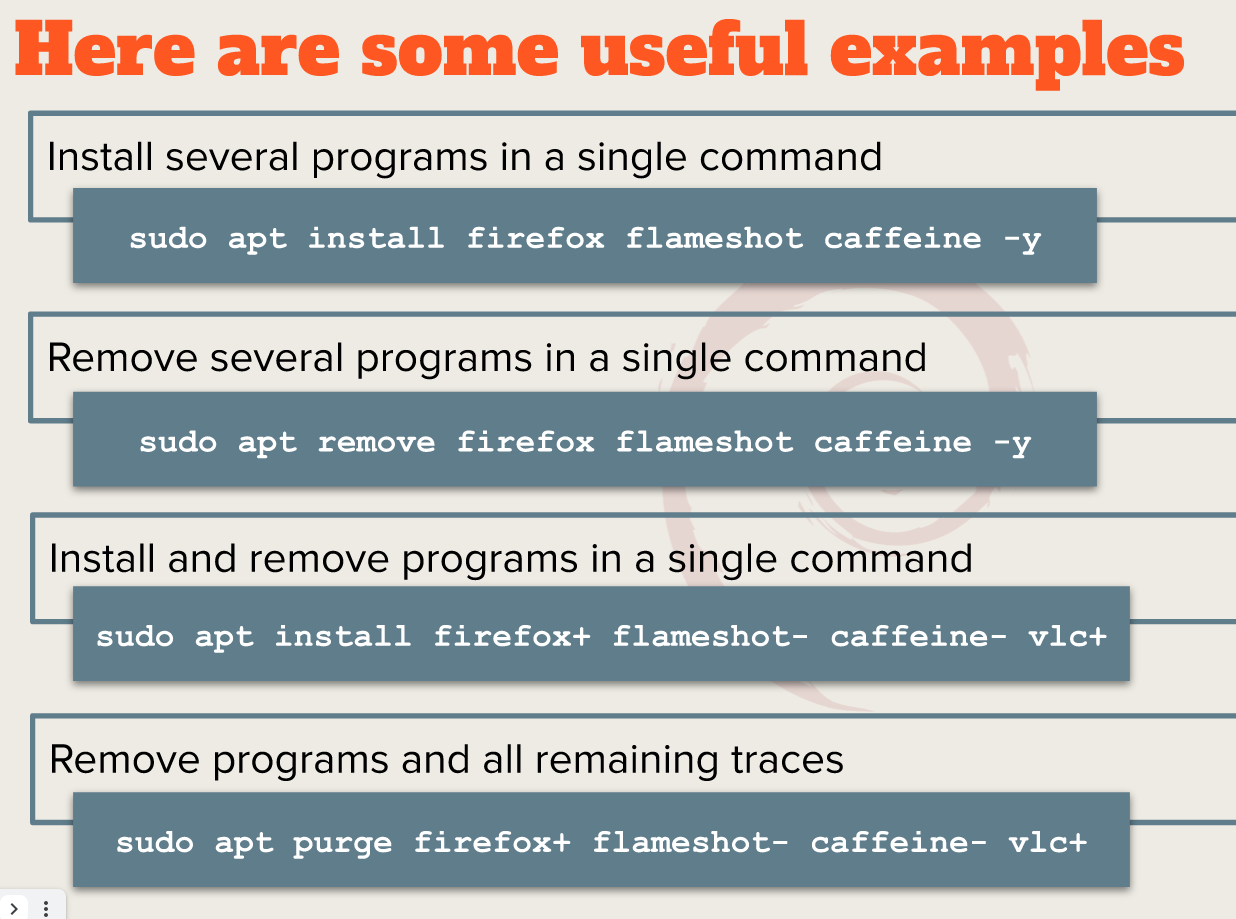 Here are some useful examples
Install several programs in a single command
sudo apt install firefox flameshot caffeine -y
Remove several programs in a single command
sudo apt remove firefox flameshot caffeine -y
Install and remove programs in a single command
sudo apt install firefox+ flameshot- caffeine- vlc+
Remove programs and all remaining traces
sudo apt purge firefox+ flameshot- caffeine- vlc+